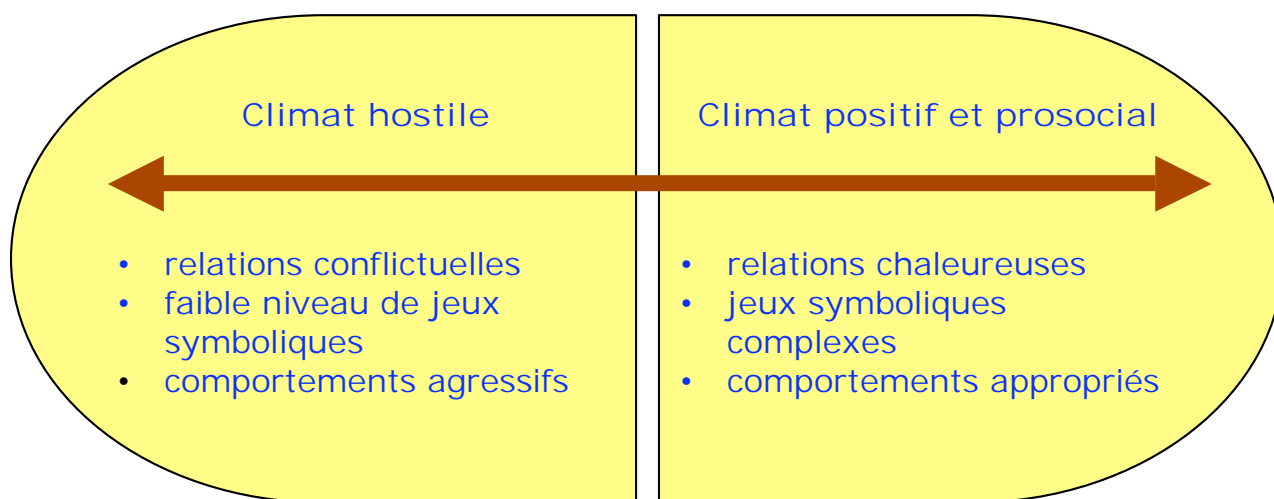 Climat hostile
• relations conflictuelles
• faible niveau de jeux
symboliques
• comportements agressifs
Climat positif et prosocial
• relations chaleureuses
• jeux symboliques
complexes
• comportements appropriés